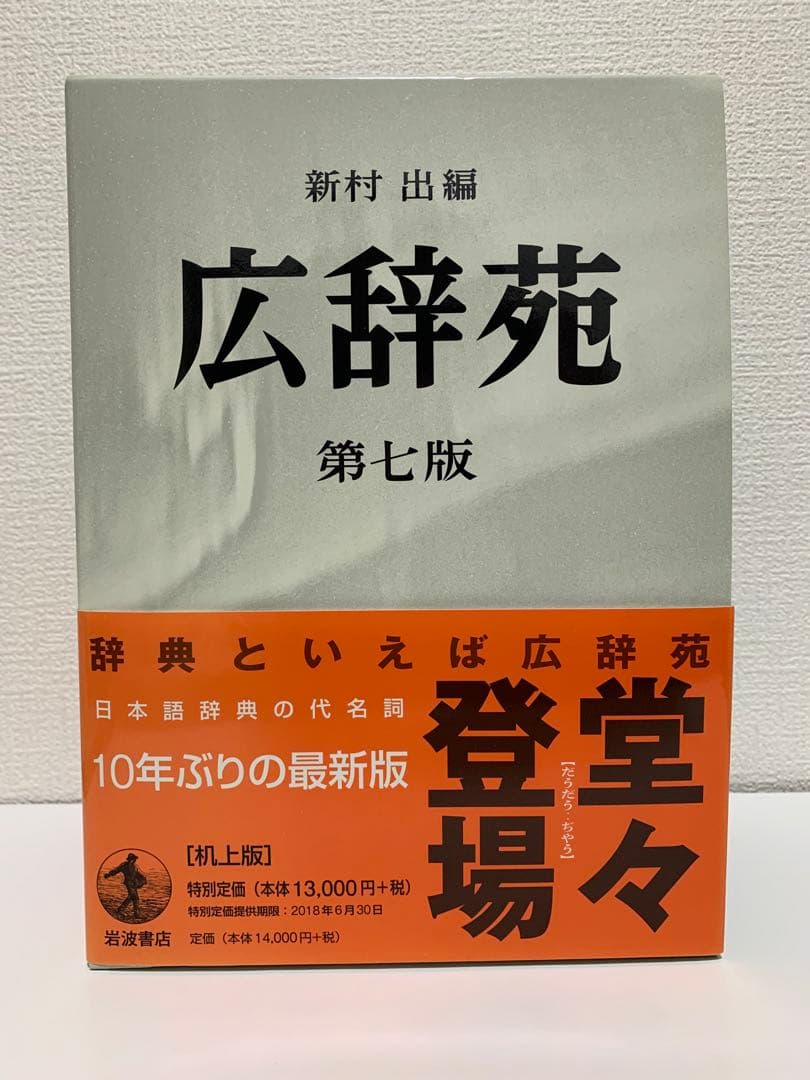 新村 出編
広辞苑
第七版
辞典といえば広辞苑
堂々
登場
【だうだう‥ぢやう】
日本語辞典の代名詞
10年ぶりの最新版
[机上版]
特別定価（本体13,000円+税）
特別定価提供期限：2018年6月30日
定価（本体14,000円+税）
岩波書店